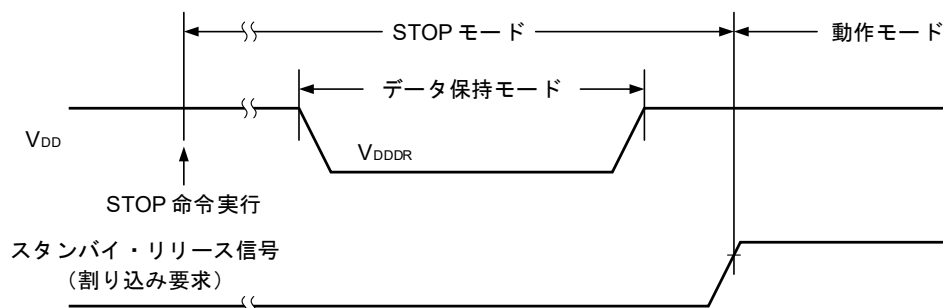 STOP モード
動作モード
データ保持モード
VDD
VDDDR
STOP 命令実行
スタンバイ・リリース信号
（割り込み要求）